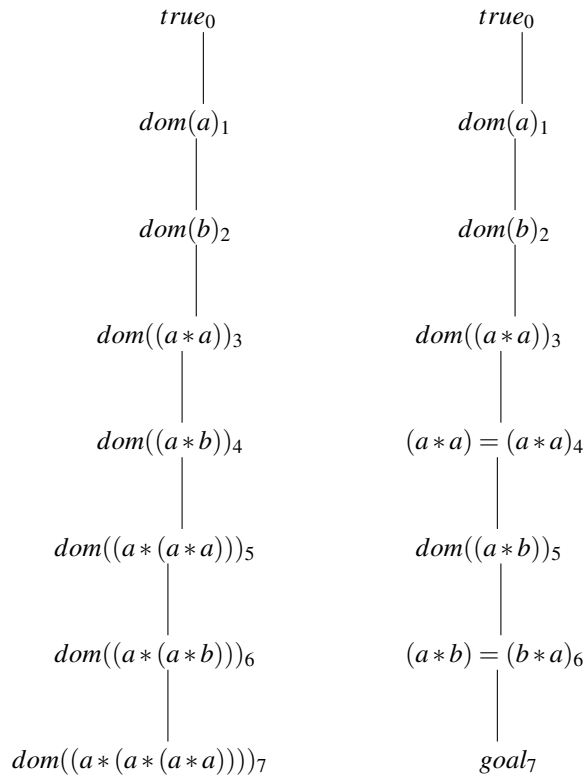 true₀ true₀
dom(a)₁ dom(a)₁
dom(b)₂ dom(b)₂
dom((a∗a))₃ dom((a∗a))₃
dom((a∗b))₄ (a∗a) = (a∗a)₄
dom((a∗(a∗a)))₅ dom((a∗b))₅
dom((a∗(a∗b)))₆ (a∗b) = (b∗a)₆
dom((a∗(a∗(a∗a))))₇ goal₇